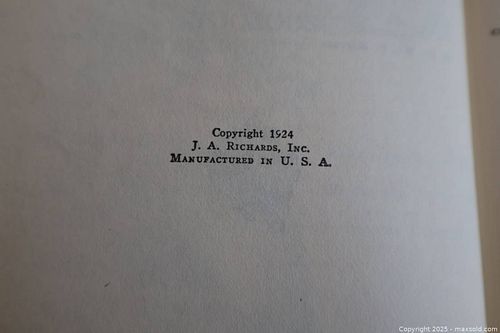 Copyright 1924
J. A. Richards, Inc.
Manufactured in U. S. A.
Copyright 2025 - maxsold.com